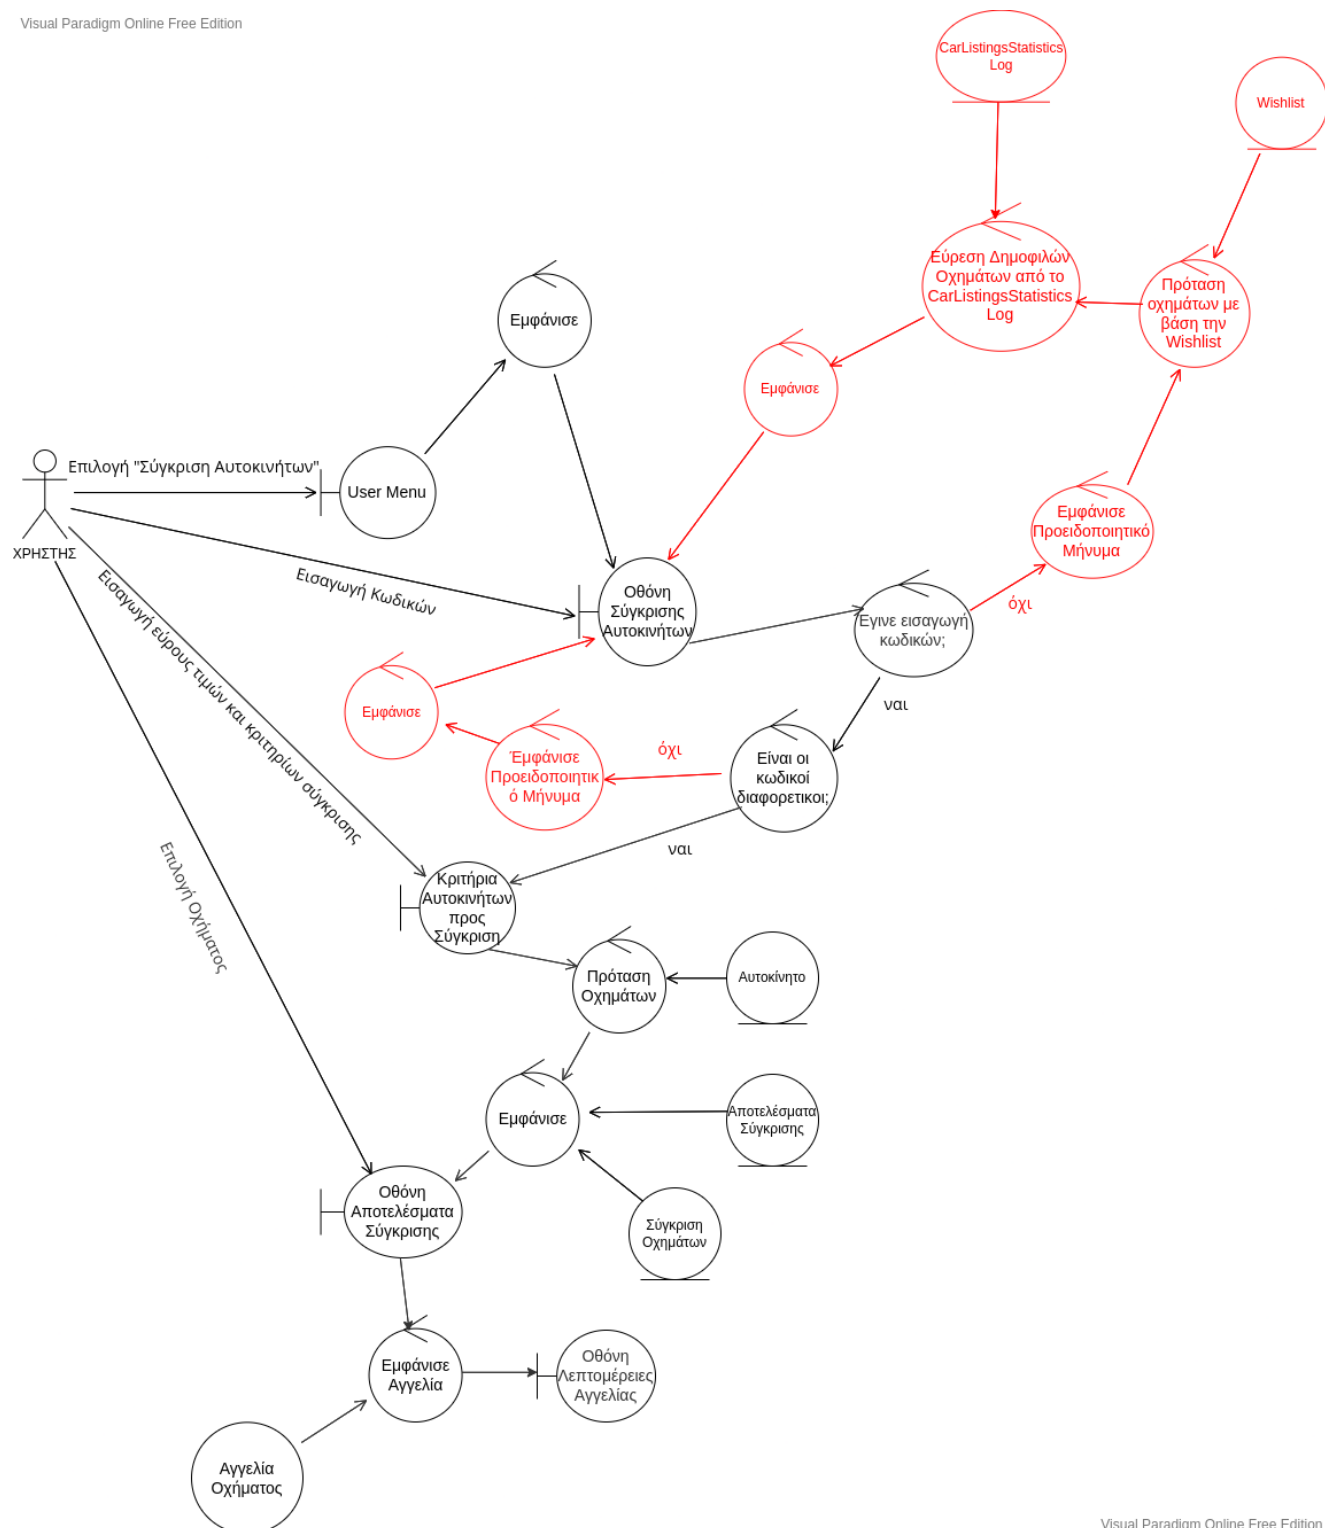 Visual Paradigm Online Free Edition
CarListingsStatistics
Log
Wishlist
Εύρεση Δημοφιλών
Οχημάτων από το
CarListingsStatistics
Log
Πρόταση
οχημάτων με
βάση την
Wishlist
Εμφάνισε
Εμφάνισε
Επιλογή "Σύγκριση Αυτοκινήτων"
User Menu
ΧΡΗΣΤΗΣ
Εμφάνισε
Προειδοποιητικό
Μήνυμα
Εισαγωγή Κωδικών
Οθόνη
Σύγκρισης
Αυτοκινήτων
όχι
Έγινε εισαγωγή
κωδικών;
Εισαγωγή εύρους τιμών και κριτηρίων σύγκρισης
ναι
Εμφάνισε
Έμφάνισε
Προειδοποιητικ
ό Μήνυμα
όχι
Είναι οι
κωδικοί
διαφορετικοι;
ναι
Επιλογή Οχήματος
Κριτήρια
Αυτοκινήτων
προς
Σύγκριση
Πρόταση
Οχημάτων
Αυτοκίνητο
Εμφάνισε
Αποτελέσματα
Σύγκρισης
Οθόνη
Αποτελέσματα
Σύγκρισης
Σύγκριση
Οχημάτων
Εμφάνισε
Αγγελία
Οθόνη
Λεπτομέρειες
Αγγελίας
Αγγελία
Οχήματος
Visual Paradigm Online Free Edition